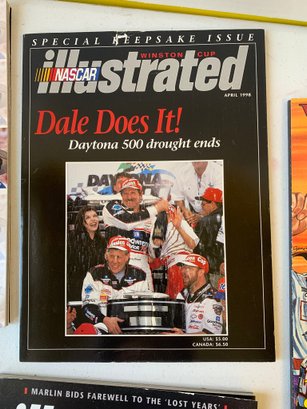 SPECIAL KEEPSAKE ISSUE
WINSTON CUP
NASCAR
illustrated
APRIL 1998
Dale Does It!
Daytona 500 drought ends
DAYTONA
USA: $5.00
CANADA: $6.50
MARLIN BIDS FAREWELL TO THE 'LOST YEARS'